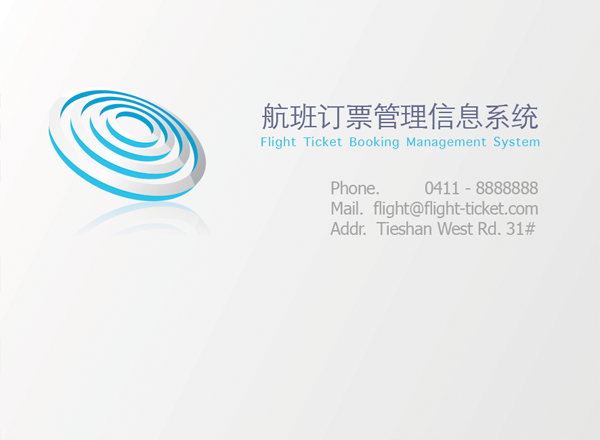 航班订票管理信息系统
Flight Ticket Booking Management System
Phone. 0411 - 8888888
Mail. flight@flight-ticket.com
Addr. Tieshan West Rd. 31#